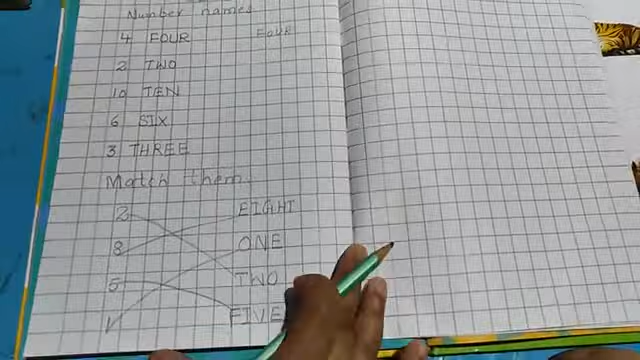 Number names
4 FOUR FOUR
2 TWO
10 TEN
6 SIX
3 THREE
Match them.
2 EIGHT
8 ONE
5 TWO
1 FIVE